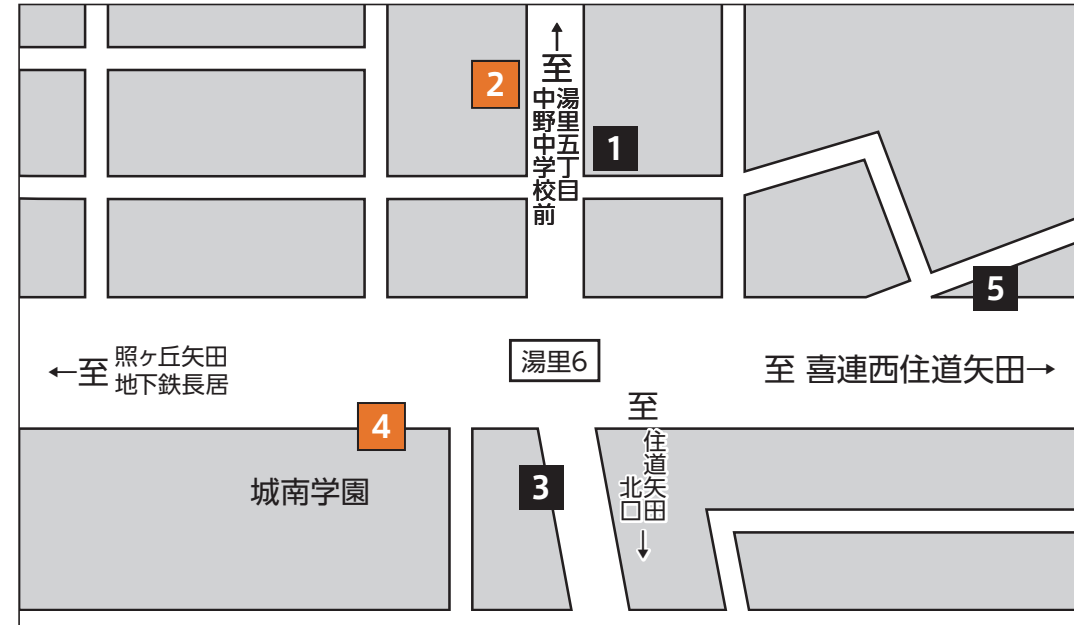 2
至
湯里五丁目
中野中学校前
1
5
←至
照ヶ丘矢田
地下鉄長居
湯里6
至 喜連西住道矢田→
4
至
住道矢田
北口
3
城南学園